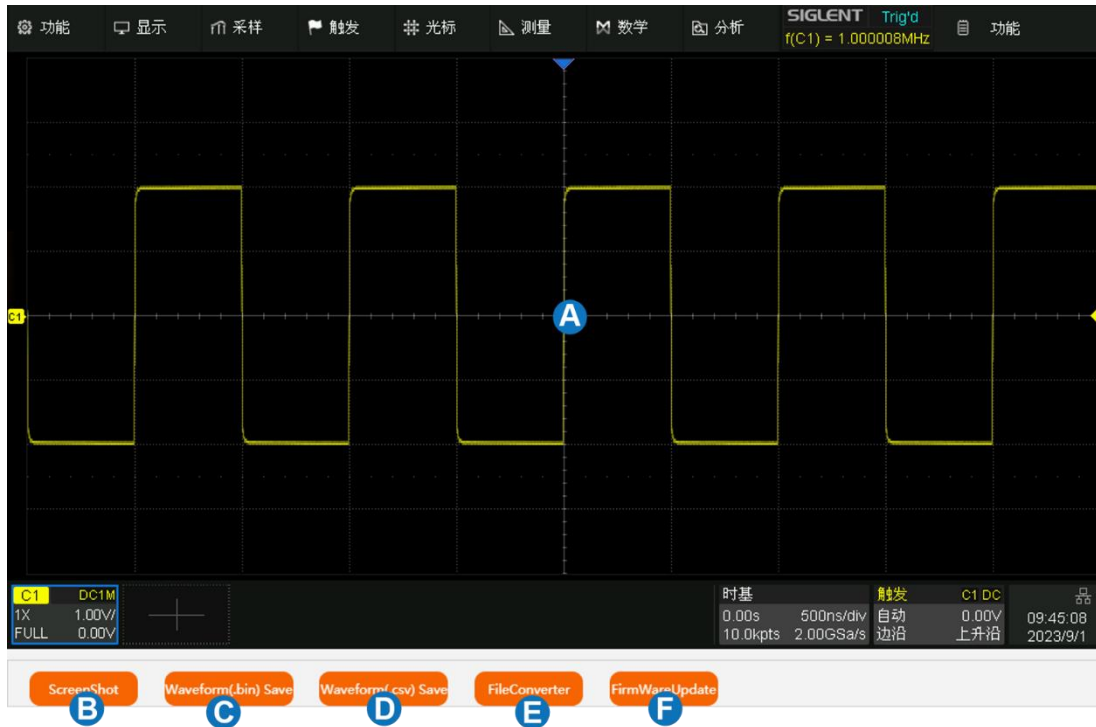 功能 显示 采样 触发 光标 测量 数学 分析 SIGLENT Trig'd 功能
f(C1) = 1.000008MHz
C1
A
C1 DC1M
1X 1.00V/
FULL 0.00V
时基
0.00s 500ns/div
10.0kpts 2.00GSa/s
触发 C1 DC
自动 0.00V
边沿 上升沿
09:45:08
2023/9/1
ScreenShot Waveform(.bin) Save Waveform(.csv) Save FileConverter FirmWareUpdate
B C D E F